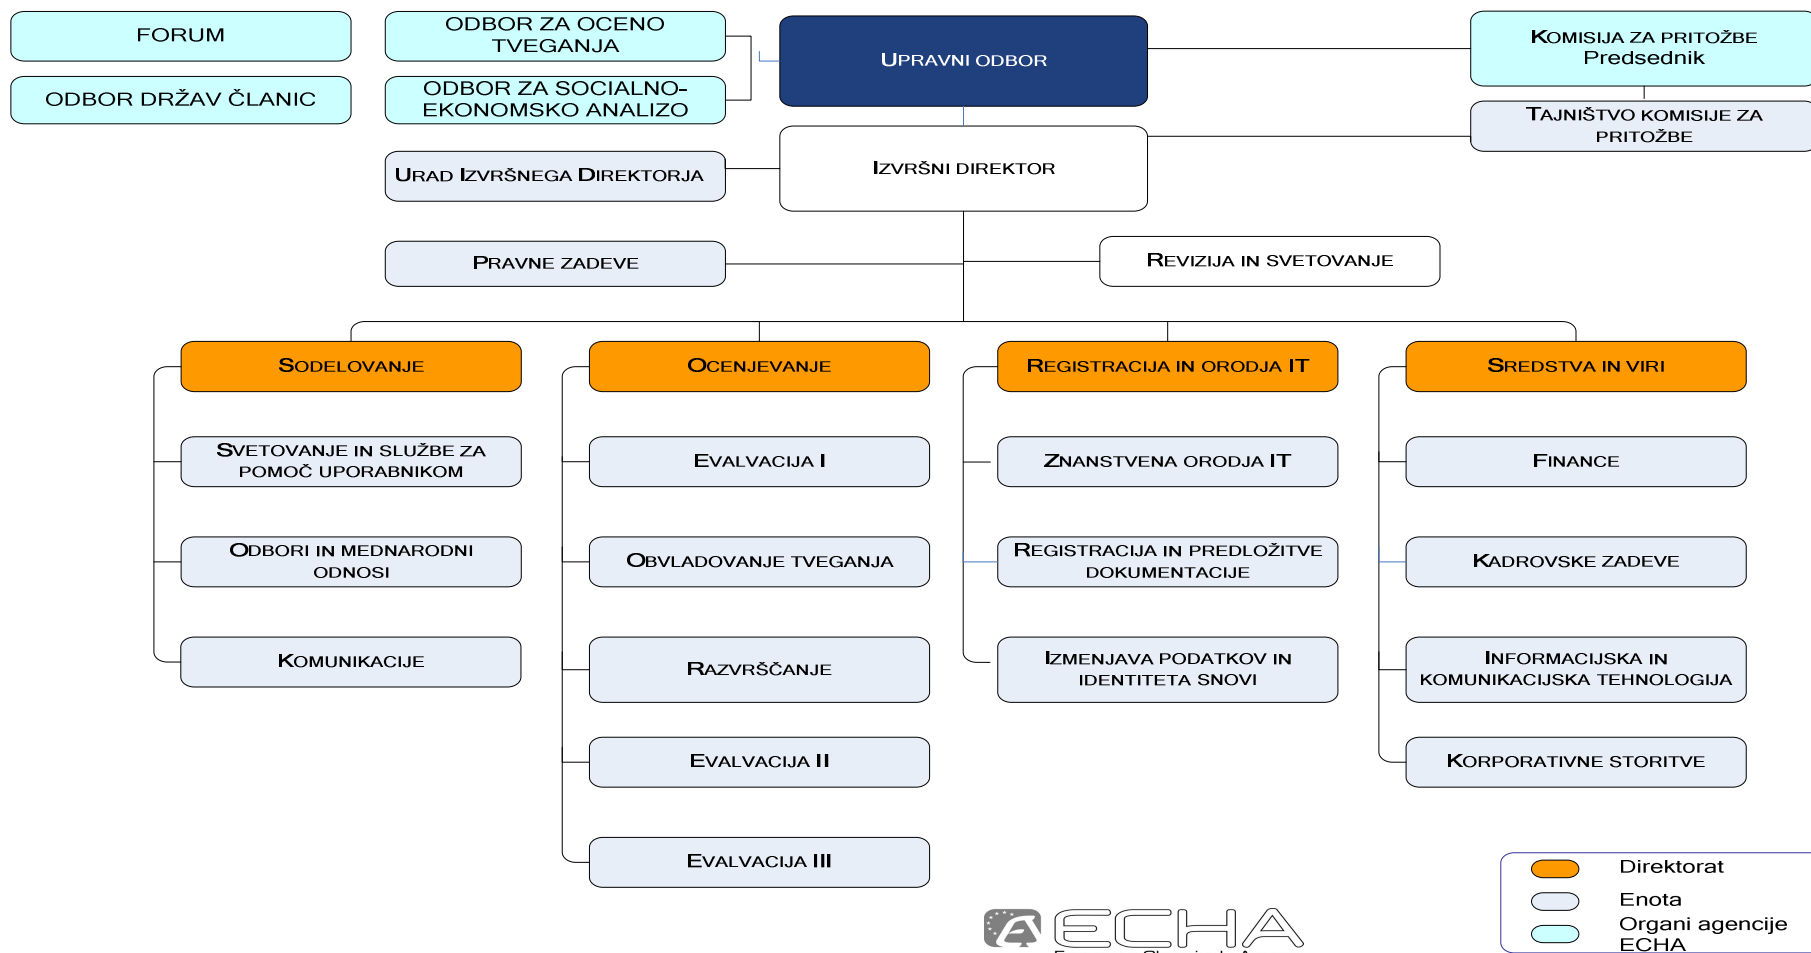 FORUM
ODBOR DRŽAV ČLANIC
ODBOR ZA OCENO
TVEGANJA
ODBOR ZA SOCIALNO-
EKONOMSKO ANALIZO
UPRAVNI ODBOR
KOMISIJA ZA PRITOŽBE
Predsednik
TAJNIŠTVO KOMISIJE ZA
PRITOŽBE
URAD IZVRŠNEGA DIREKTORJA
IZVRŠNI DIREKTOR
PRAVNE ZADEVE
REVIZIJA IN SVETOVANJE
SODELOVANJE
SVETOVANJE IN SLUŽBE ZA
POMOČ UPORABNIKOM
ODBORI IN MEDNARODNI
ODNOSI
KOMUNIKACIJE
OCENJEVANJE
EVALVACIJA I
OBVLADOVANJE TVEGANJA
RAZVRŠČANJE
EVALVACIJA II
EVALVACIJA III
REGISTRACIJA IN ORODJA IT
ZNANSTVENA ORODJA IT
REGISTRACIJA IN PREDLOŽITVE
DOKUMENTACIJE
IZMENJAVA PODATKOV IN
IDENTITETA SNOVI
SREDSTVA IN VIRI
FINANCE
KADROVSKE ZADEVE
INFORMACIJSKA IN
KOMUNIKACIJSKA TEHNOLOGIJA
KORPORATIVNE STORITVE
Direktorat
Enota
Organi agencije
ECHA
ECHA